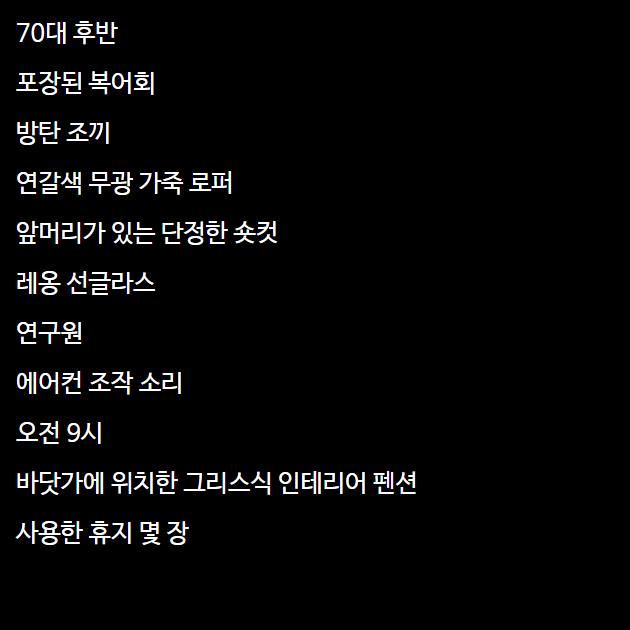 70대 후반
포장된 복어회
방탄 조끼
연갈색 무광 가죽 로퍼
앞머리가 있는 단정한 숏컷
레옹 선글라스
연구원
에어컨 조작 소리
오전 9시
바닷가에 위치한 그리스식 인테리어 펜션
사용한 휴지 몇 장